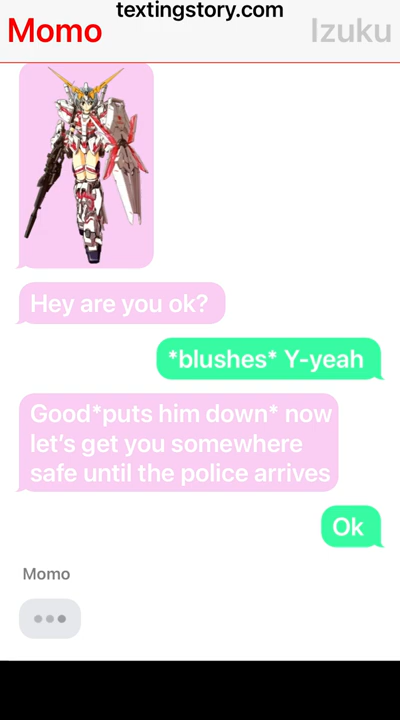 textingstory.com
Momo
Izuku
Hey are you ok?
*blushes* Y-yeah
Good*puts him down* now
let's get you somewhere
safe until the police arrives
Ok
Momo